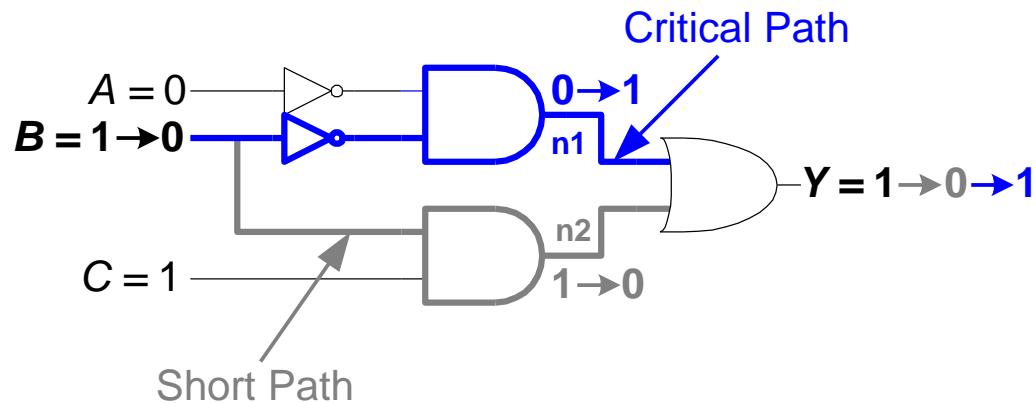 Critical Path
A = 0
0→1
B = 1→0
n1
Y = 1→0→1
n2
C = 1
1→0
Short Path